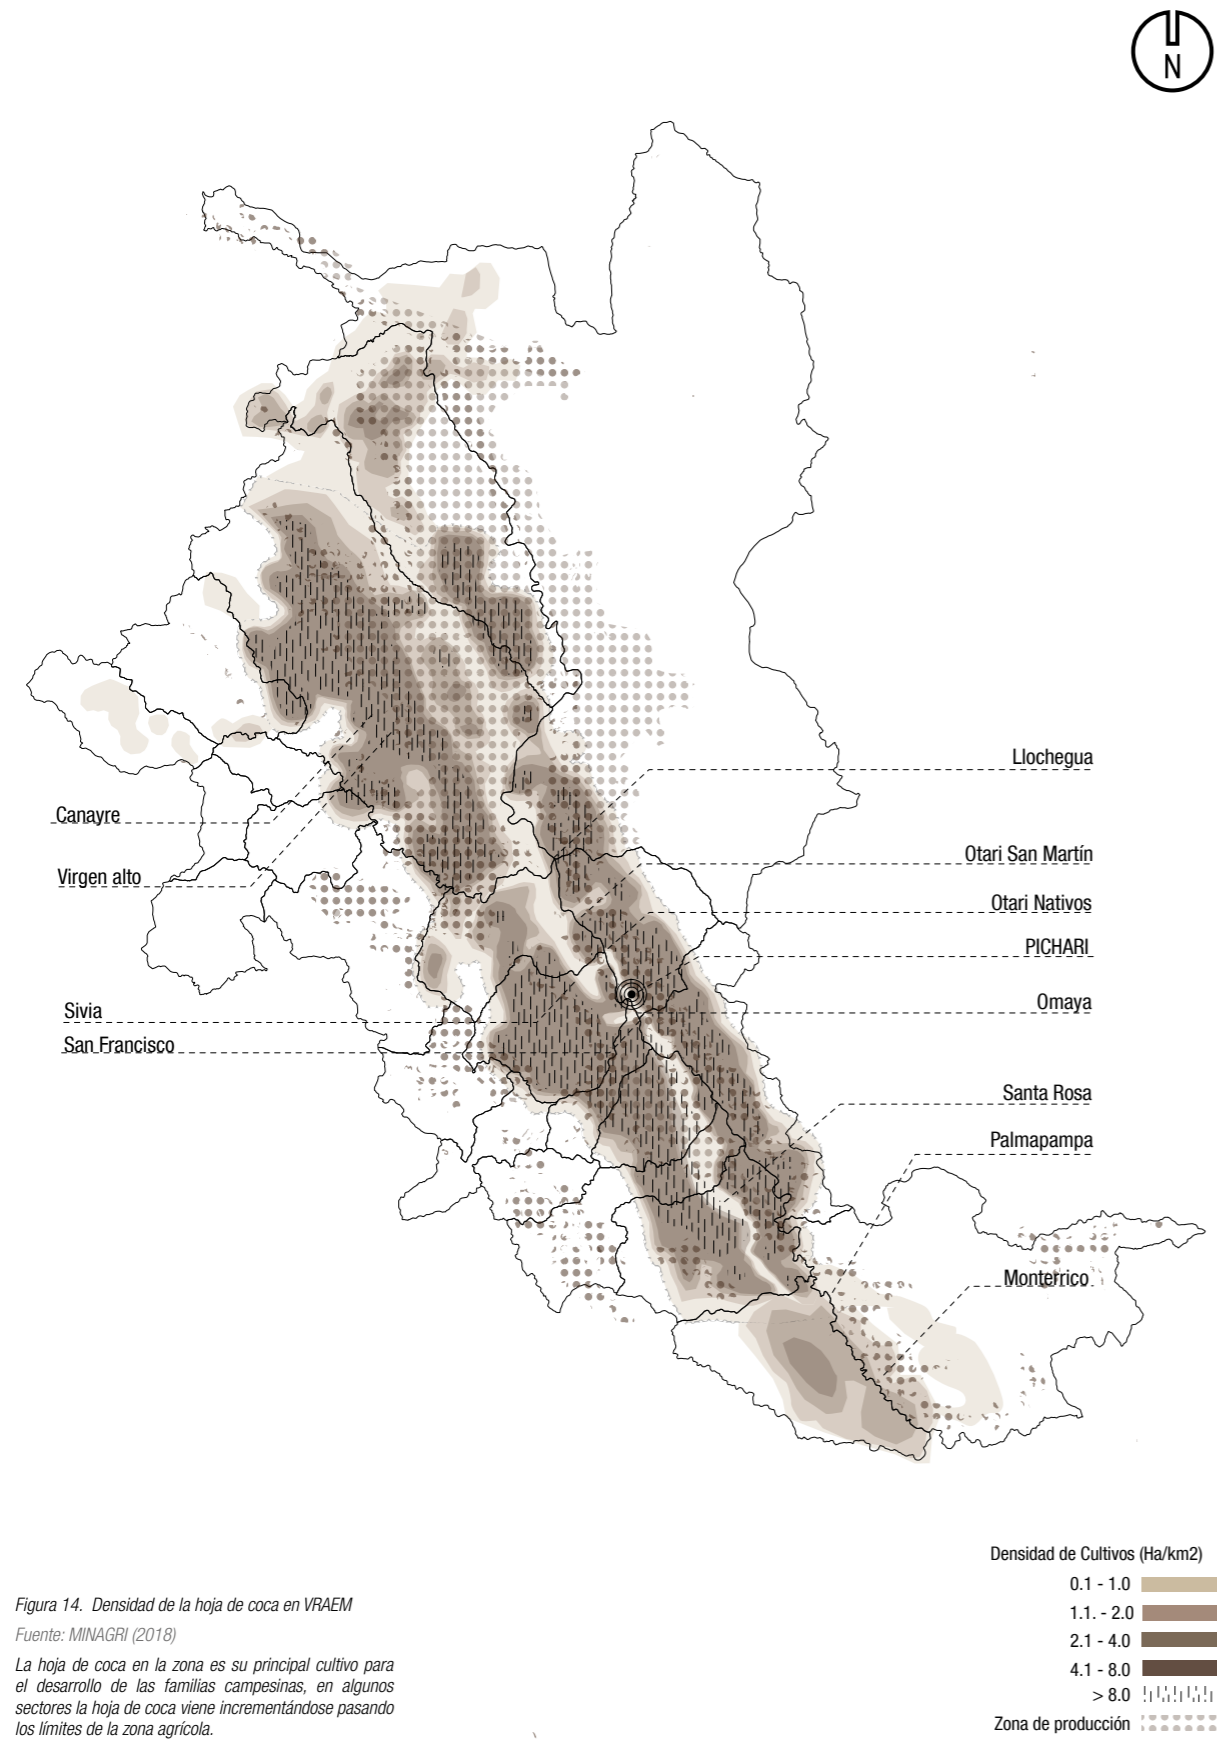 N
Llochegua
Canayre
Otari San Martín
Virgen alto
Otari Nativos
PICHARI
Sivia
Omaya
San Francisco
Santa Rosa
Palmapampa
Monterrico
Densidad de Cultivos (Ha/km2)
0.1 - 1.0
1.1. - 2.0
2.1 - 4.0
4.1 - 8.0
> 8.0
Zona de producción
Figura 14. Densidad de la hoja de coca en VRAEM
Fuente: MINAGRI (2018)
La hoja de coca en la zona es su principal cultivo para
el desarrollo de las familias campesinas, en algunos
sectores la hoja de coca viene incrementándose pasando
los límites de la zona agrícola.